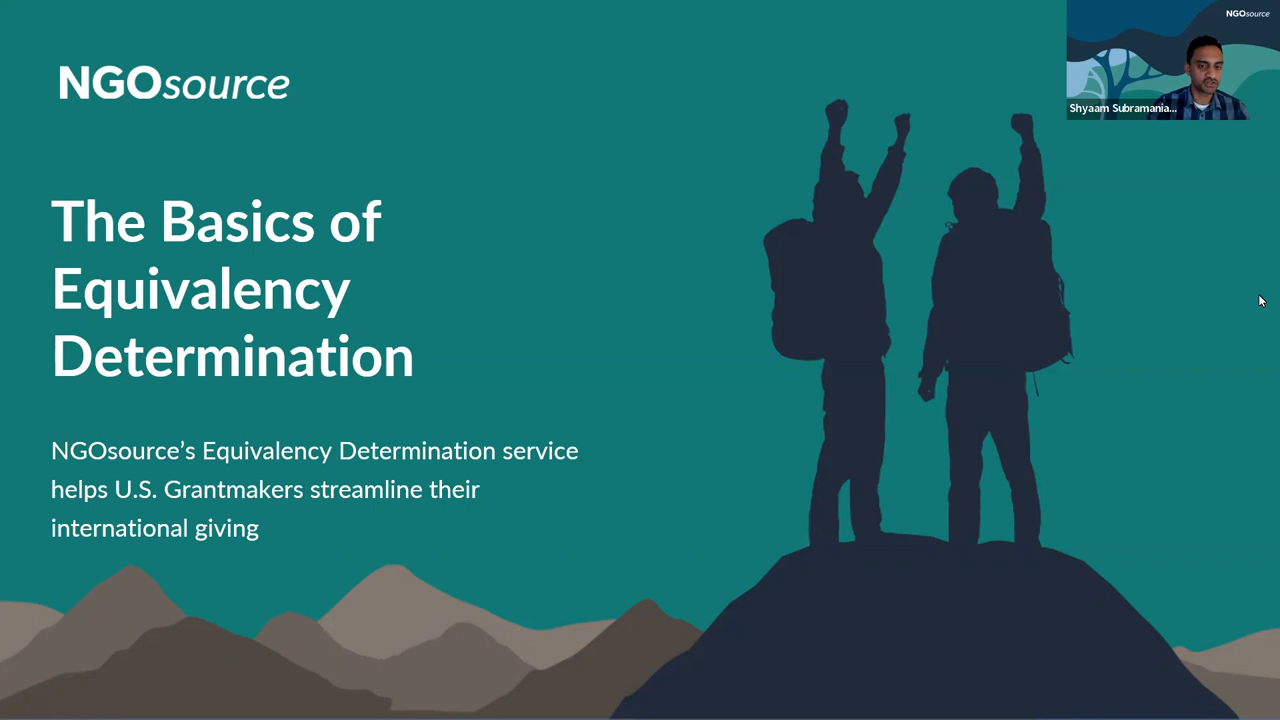 NGOsource
NGOsource
Shyaam Subramania...
The Basics of
Equivalency
Determination
NGOsource’s Equivalency Determination service
helps U.S. Grantmakers streamline their
international giving